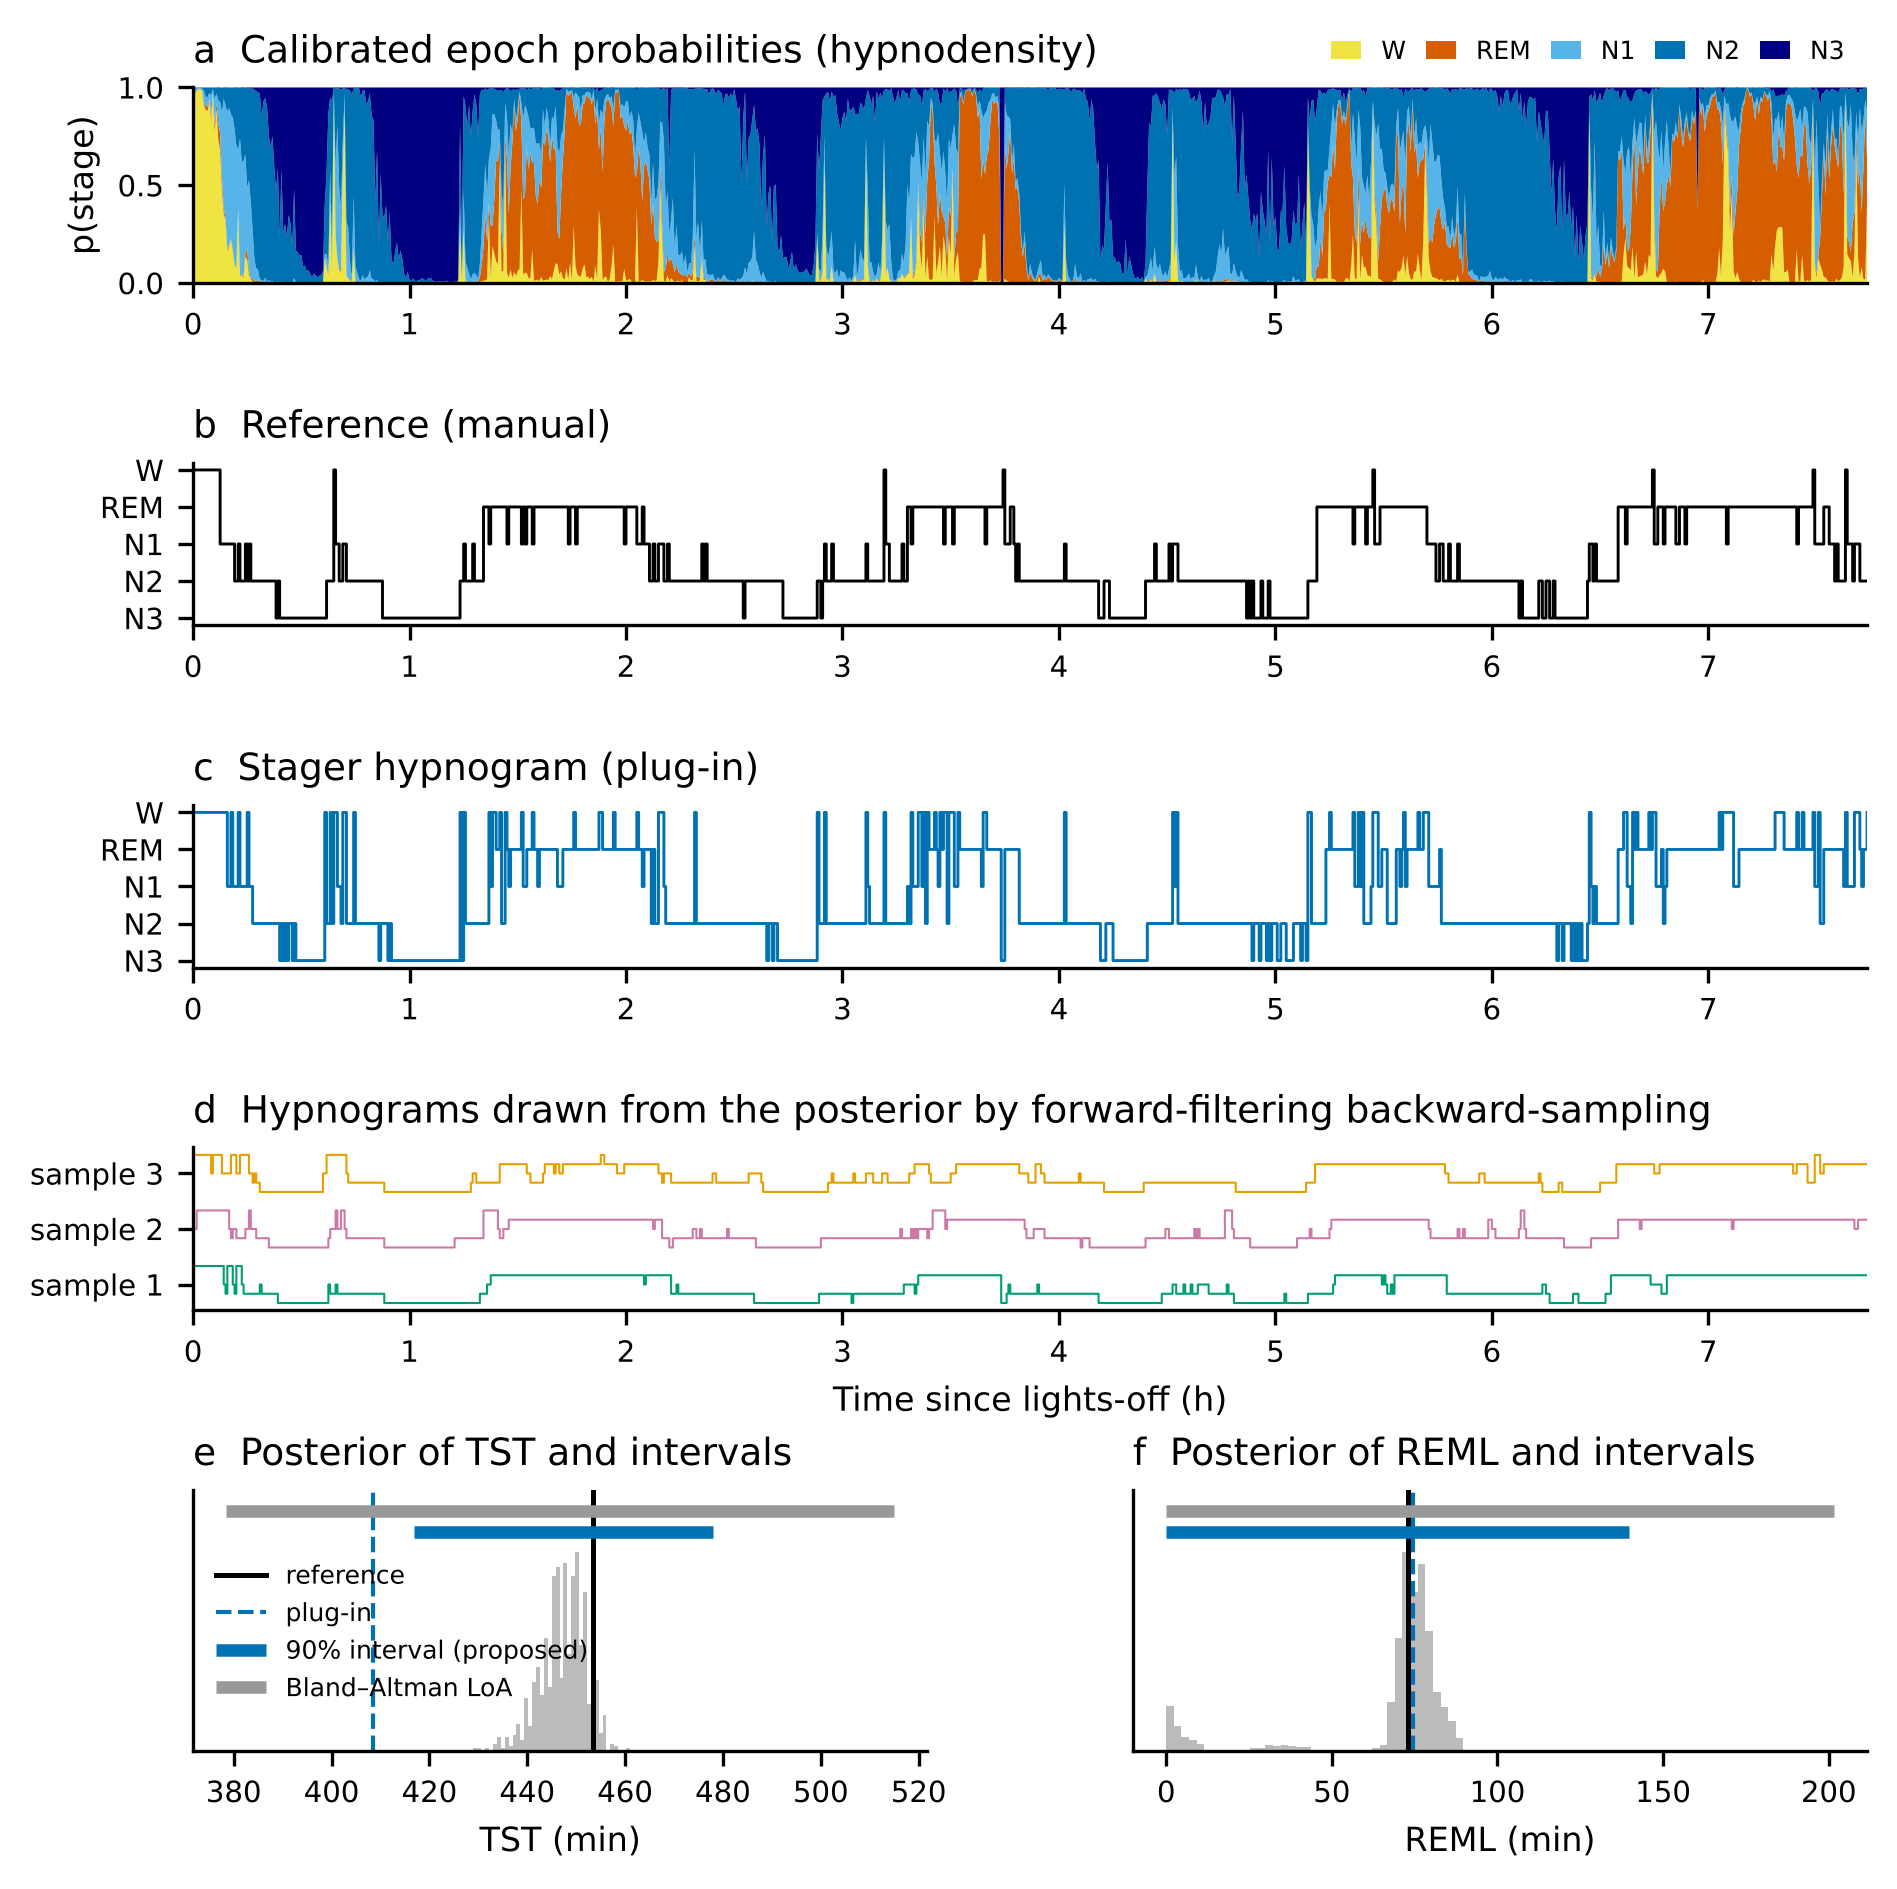 a Calibrated epoch probabilities (hypnodensity)
W REM N1 N2 N3
p(stage)
1.0
0.5
0.0
0 1 2 3 4 5 6 7
b Reference (manual)
W
REM
N1
N2
N3
0 1 2 3 4 5 6 7
c Stager hypnogram (plug-in)
W
REM
N1
N2
N3
0 1 2 3 4 5 6 7
d Hypnograms drawn from the posterior by forward-filtering backward-sampling
sample 3
sample 2
sample 1
0 1 2 3 4 5 6 7
Time since lights-off (h)
e Posterior of TST and intervals
reference
plug-in
90% interval (proposed)
Bland–Altman LoA
380 400 420 440 460 480 500 520
TST (min)
f Posterior of REML and intervals
0 50 100 150 200
REML (min)